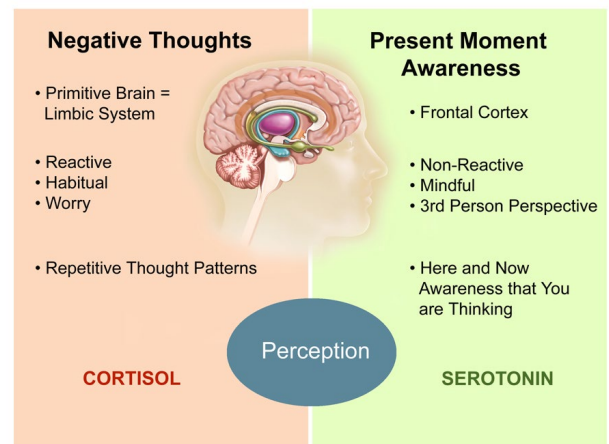 Negative Thoughts
• Primitive Brain =
Limbic System
• Reactive
• Habitual
• Worry
• Repetitive Thought Patterns
CORTISOL
Present Moment
Awareness
• Frontal Cortex
• Non-Reactive
• Mindful
• 3rd Person Perspective
• Here and Now
Awareness that You
are Thinking
SEROTONIN
Perception